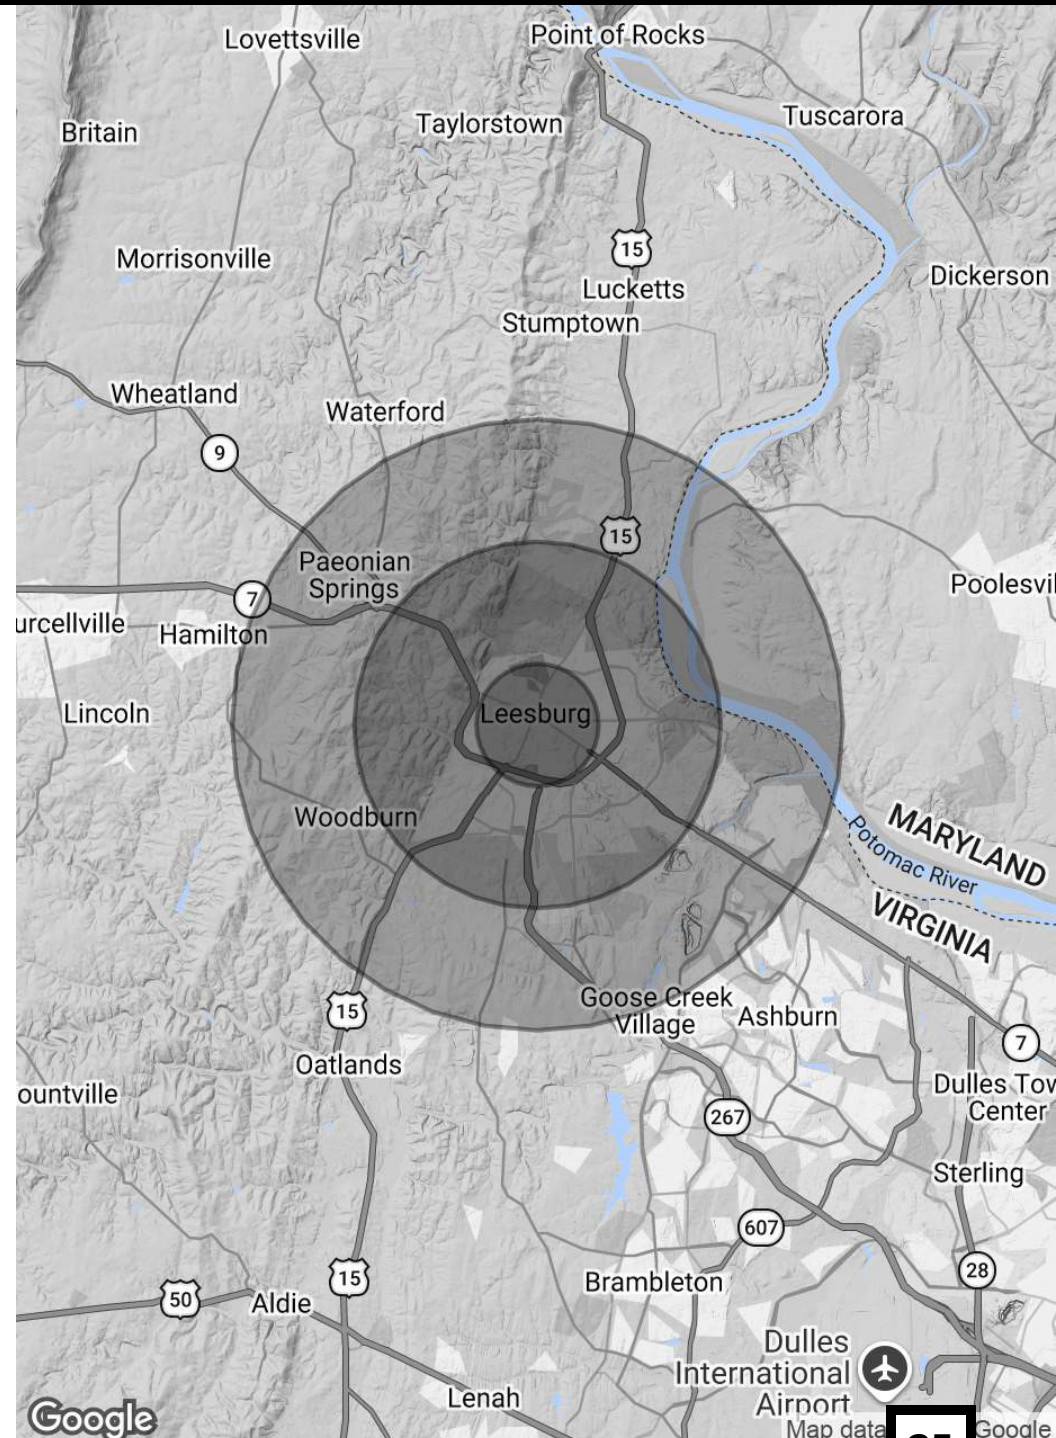 Lovettsville
Point of Rocks
Britain
Taylorstown
Tuscarora
15
Morrisonville
Lucketts
Dickerson
Stumptown
Wheatland
Waterford
9
15
Paeonian
Springs
7
Poolesvil
urcellville
Hamilton
Lincoln
Leesburg
Woodburn
MARYLAND
Potomac River
VIRGINIA
15
Goose Creek
Village
Ashburn
7
Oatlands
ountville
Dulles Tow
Center
267
Sterling
607
28
15
Brambleton
50
Aldie
Dulles
International
Airport
Lenah
Google
Map data
Google